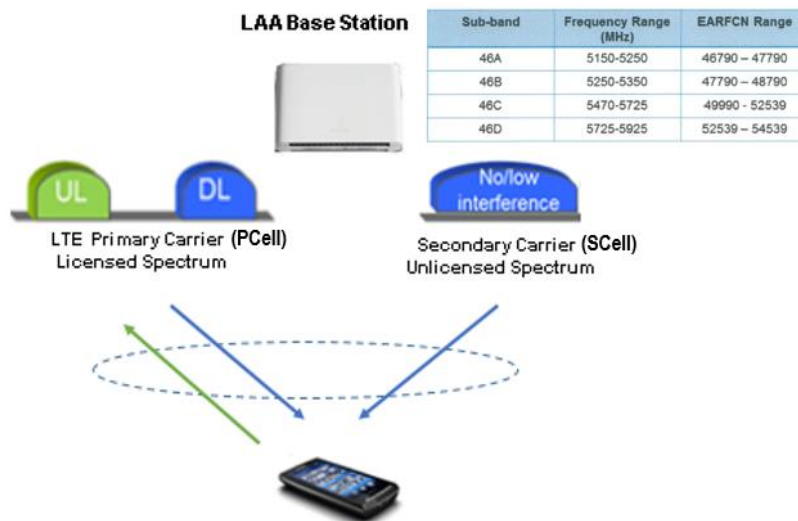 LAA Base Station
Sub-band Frequency Range (MHz) EARFCN Range
46A 5150-5250 46790 – 47790
46B 5250-5350 47790 – 48790
46C 5470-5725 49990 - 52539
46D 5725-5925 52539 – 54539
UL DL
No/low
interference
LTE Primary Carrier (PCell)
Licensed Spectrum
Secondary Carrier (SCell)
Unlicensed Spectrum